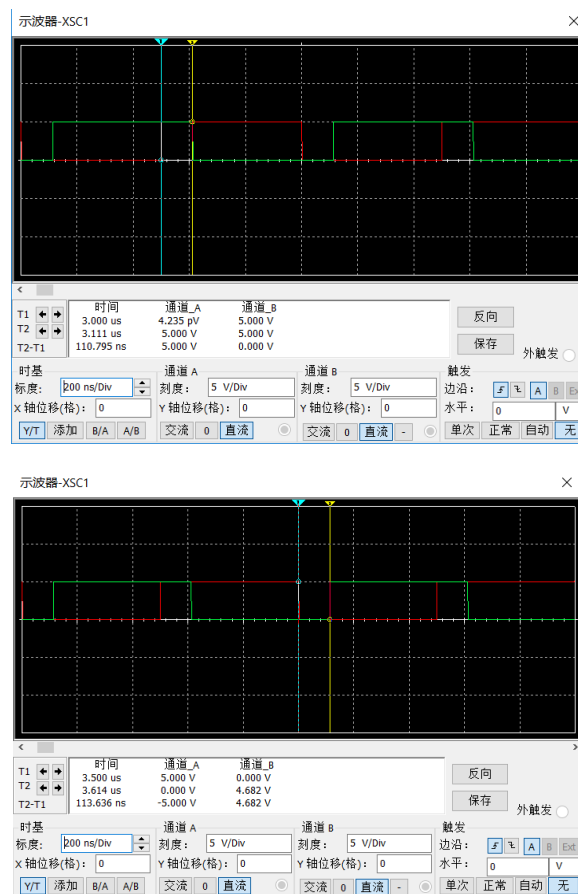 示波器-XSC1
T1
T2
T2-T1
时间 通道_A 通道_B
3.000 us 4.235 pV 5.000 V
3.111 us 5.000 V 5.000 V
110.795 ns 5.000 V 0.000 V
反向
保存
外触发
时基 通道 A 通道 B 触发
标度: 200 ns/Div 刻度: 5 V/Div 刻度: 5 V/Div 边沿: A B Ext
X 轴位移(格): 0 Y 轴位移(格): 0 Y 轴位移(格): 0 水平: 0 V
Y/T 添加 B/A A/B 交流 0 直流 交流 0 直流 - 单次 正常 自动 无
示波器-XSC1
T1
T2
T2-T1
时间 通道_A 通道_B
3.500 us 5.000 V 0.000 V
3.614 us 0.000 V 4.682 V
113.636 ns -5.000 V 4.682 V
反向
保存
外触发
时基 通道 A 通道 B 触发
标度: 200 ns/Div 刻度: 5 V/Div 刻度: 5 V/Div 边沿: A B Ext
X 轴位移(格): 0 Y 轴位移(格): 0 Y 轴位移(格): 0 水平: 0 V
Y/T 添加 B/A A/B 交流 0 直流 交流 0 直流 - 单次 正常 自动 无